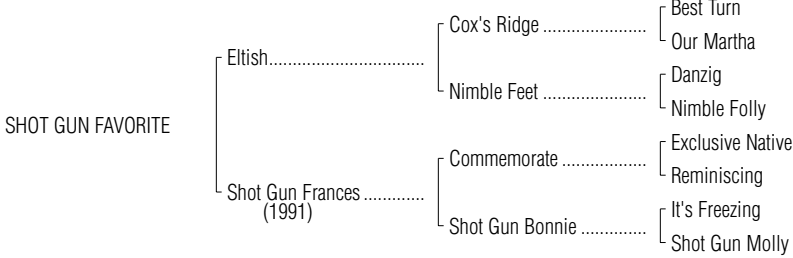 Best Turn
Cox's Ridge ......................
Our Martha
Eltish.................................
Danzig
Nimble Feet ......................
Nimble Folly
SHOT GUN FAVORITE
Exclusive Native
Commemorate ..................
Reminiscing
Shot Gun Frances .............
(1991)
It's Freezing
Shot Gun Bonnie ..............
Shot Gun Molly